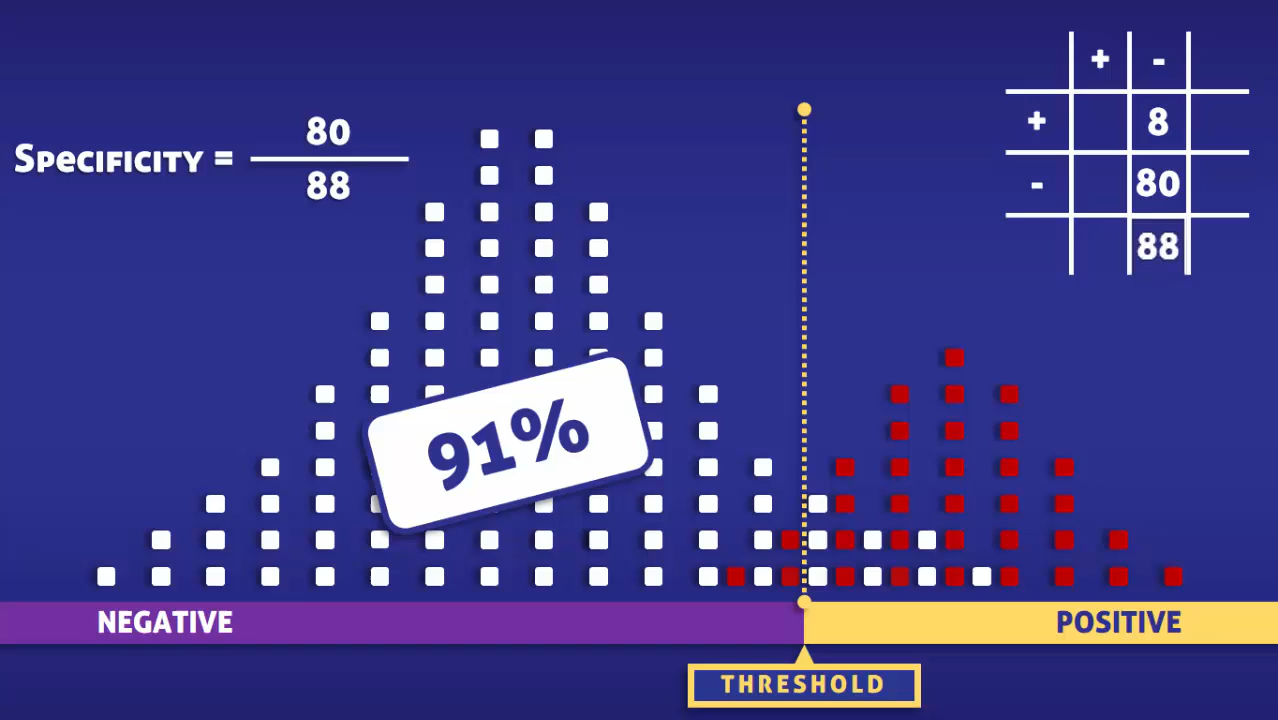 + -
SPECIFICITY = 80
88
+ 8
- 80
88
91%
NEGATIVE POSITIVE
THRESHOLD